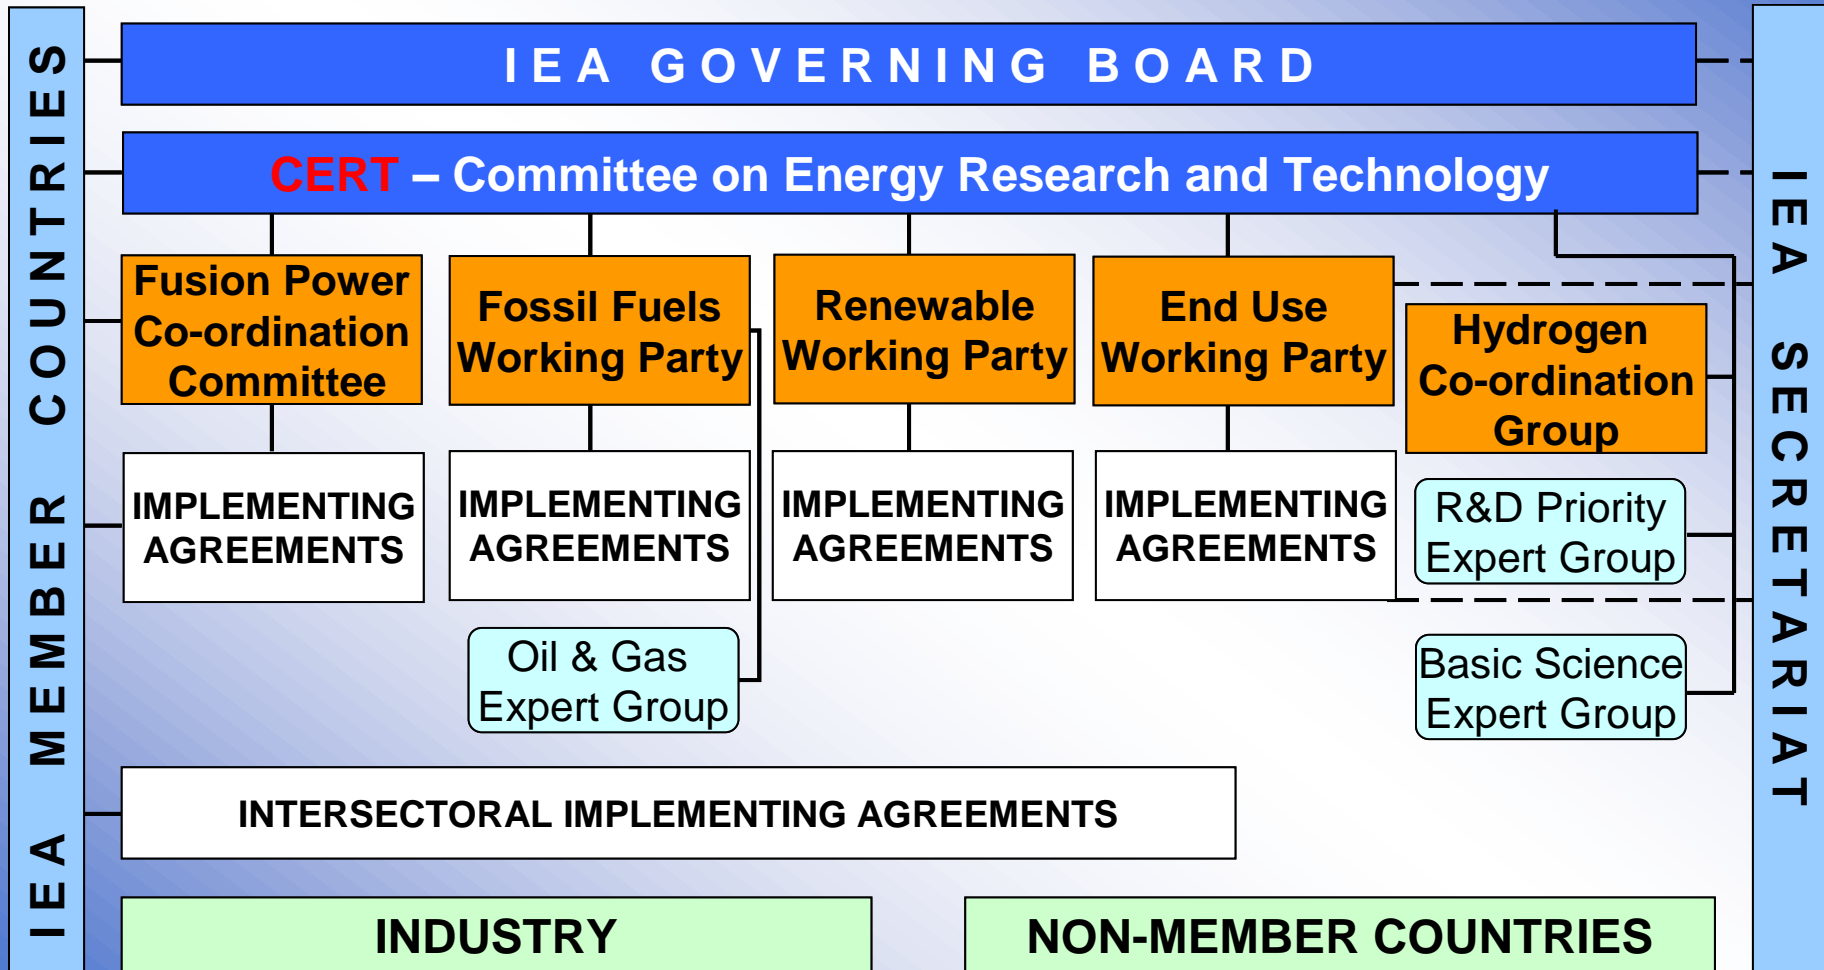 IEA MEMBER COUNTRIES
IEA GOVERNING BOARD
CERT – Committee on Energy Research and Technology
Fusion Power
Co-ordination
Committee
Fossil Fuels
Working Party
Renewable
Working Party
End Use
Working Party
Hydrogen
Co-ordination
Group
IMPLEMENTING
AGREEMENTS
IMPLEMENTING
AGREEMENTS
IMPLEMENTING
AGREEMENTS
IMPLEMENTING
AGREEMENTS
R&D Priority
Expert Group
Oil & Gas
Expert Group
Basic Science
Expert Group
INTERSECTORAL IMPLEMENTING AGREEMENTS
INDUSTRY
NON-MEMBER COUNTRIES
IEA SECRETARIAT